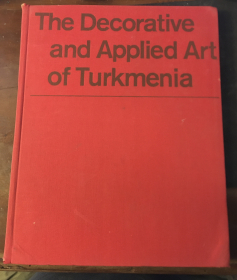 The Decorative
and Applied Art
of Turkmenia